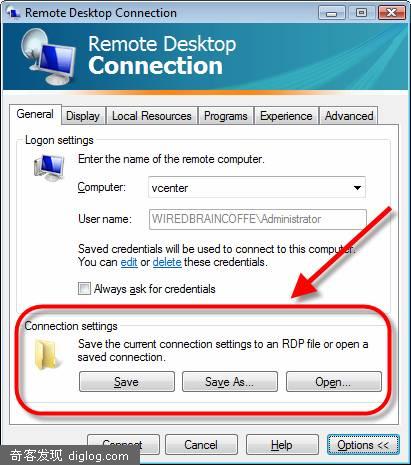 Remote Desktop Connection
Remote Desktop
Connection
General
Display
Local Resources
Programs
Experience
Advanced
Logon settings
Enter the name of the remote computer.
Computer:
vcenter
User name:
WIREDBRAINCOFFE\Administrator
Saved credentials will be used to connect to this computer.
You can edit or delete these credentials.
Always ask for credentials
Connection settings
Save the current connection settings to an RDP file or open a
saved connection.
Save
Save As...
Open...
Connect
Cancel
Help
Options <<
奇客发现 diglog.com